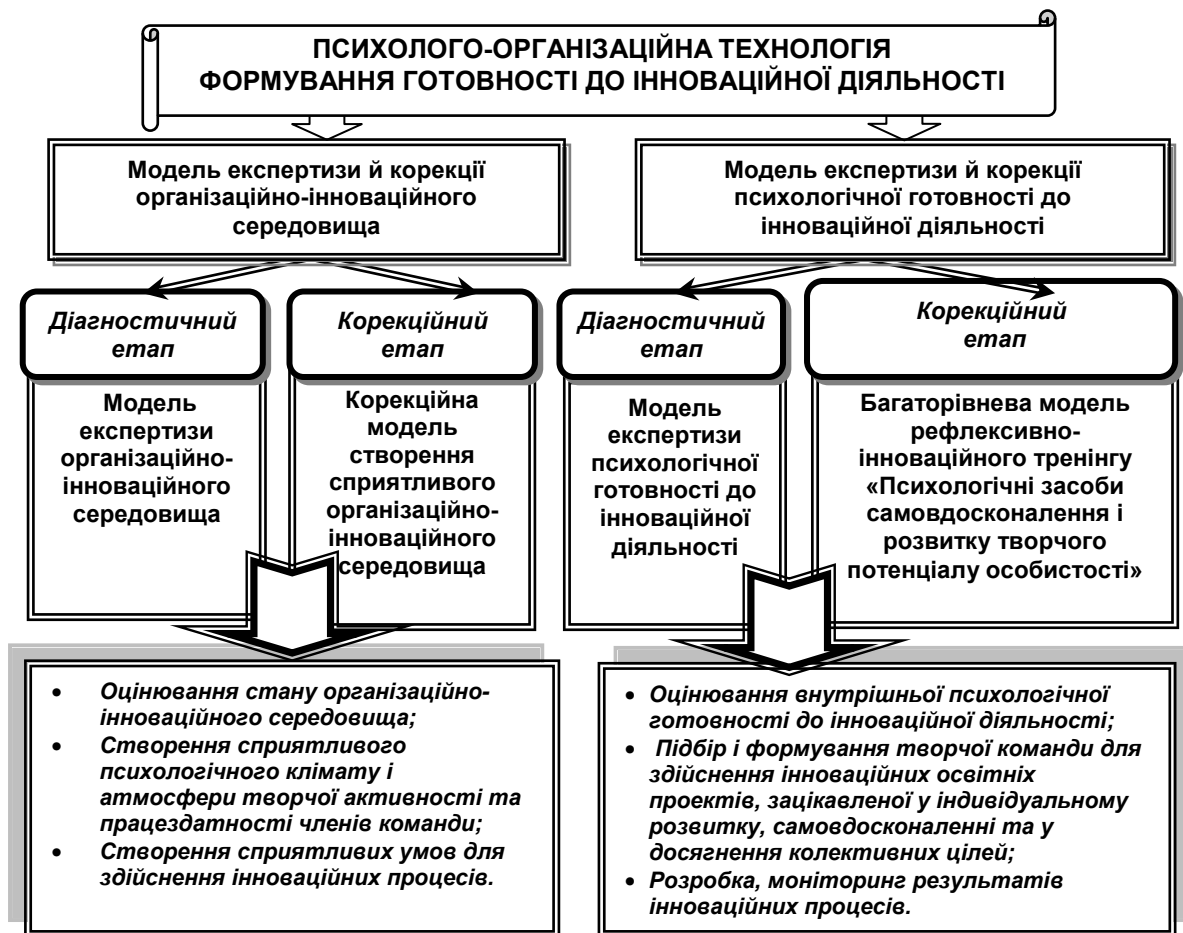 ПСИХОЛОГО-ОРГАНІЗАЦІЙНА ТЕХНОЛОГІЯ
ФОРМУВАННЯ ГОТОВНОСТІ ДО ІННОВАЦІЙНОЇ ДІЯЛЬНОСТІ
Модель експертизи й корекції
організаційно-інноваційного
середовища
Модель експертизи й корекції
психологічної готовності до
інноваційної діяльності
Діагностичний
етап
Корекційний
етап
Діагностичний
етап
Корекційний
етап
Модель
експертизи
організаційно-
інноваційного
середовища
Корекційна
модель
створення
сприятливого
організаційно-
інноваційного
середовища
Модель
експертизи
психологічної
готовності до
інноваційної
діяльності
Багаторівнева модель
рефлексивно-
інноваційного тренінгу
«Психологічні засоби
самовдосконалення і
розвитку творчого
потенціалу особистості»
• Оцінювання стану організаційно-
інноваційного середовища;
• Створення сприятливого
психологічного клімату і
атмосфери творчої активності та
працездатності членів команди;
• Створення сприятливих умов для
здійснення інноваційних процесів.
• Оцінювання внутрішньої психологічної
готовності до інноваційної діяльності;
• Підбір і формування творчої команди для
здійснення інноваційних освітніх
проектів, зацікавленої у індивідуальному
розвитку, самовдосконаленні та у
досягнення колективних цілей;
• Розробка, моніторинг результатів
інноваційних процесів.